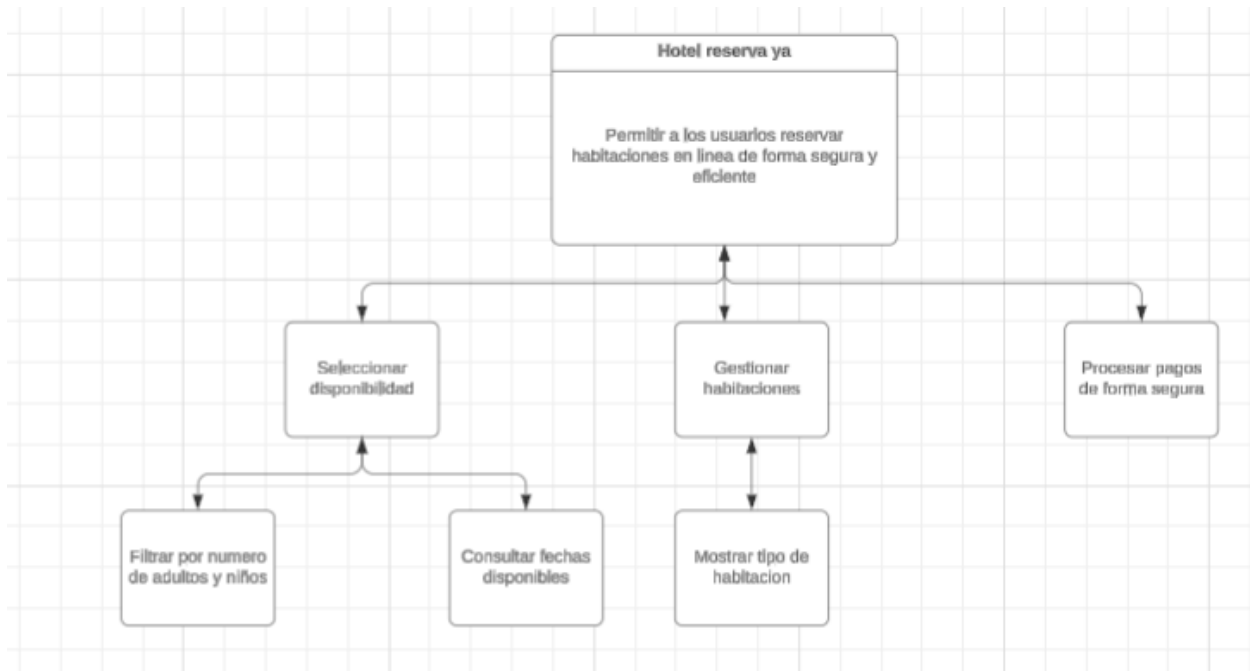 Hotel reserva ya
Permitir a los usuarios reservar
habitaciones en linea de forma segura y
eficiente
Seleccionar
disponibilidad
Gestionar
habitaciones
Procesar pagos
de forma segura
Filtrar por numero
de adultos y niños
Consultar fechas
disponibles
Mostrar tipo de
habitacion